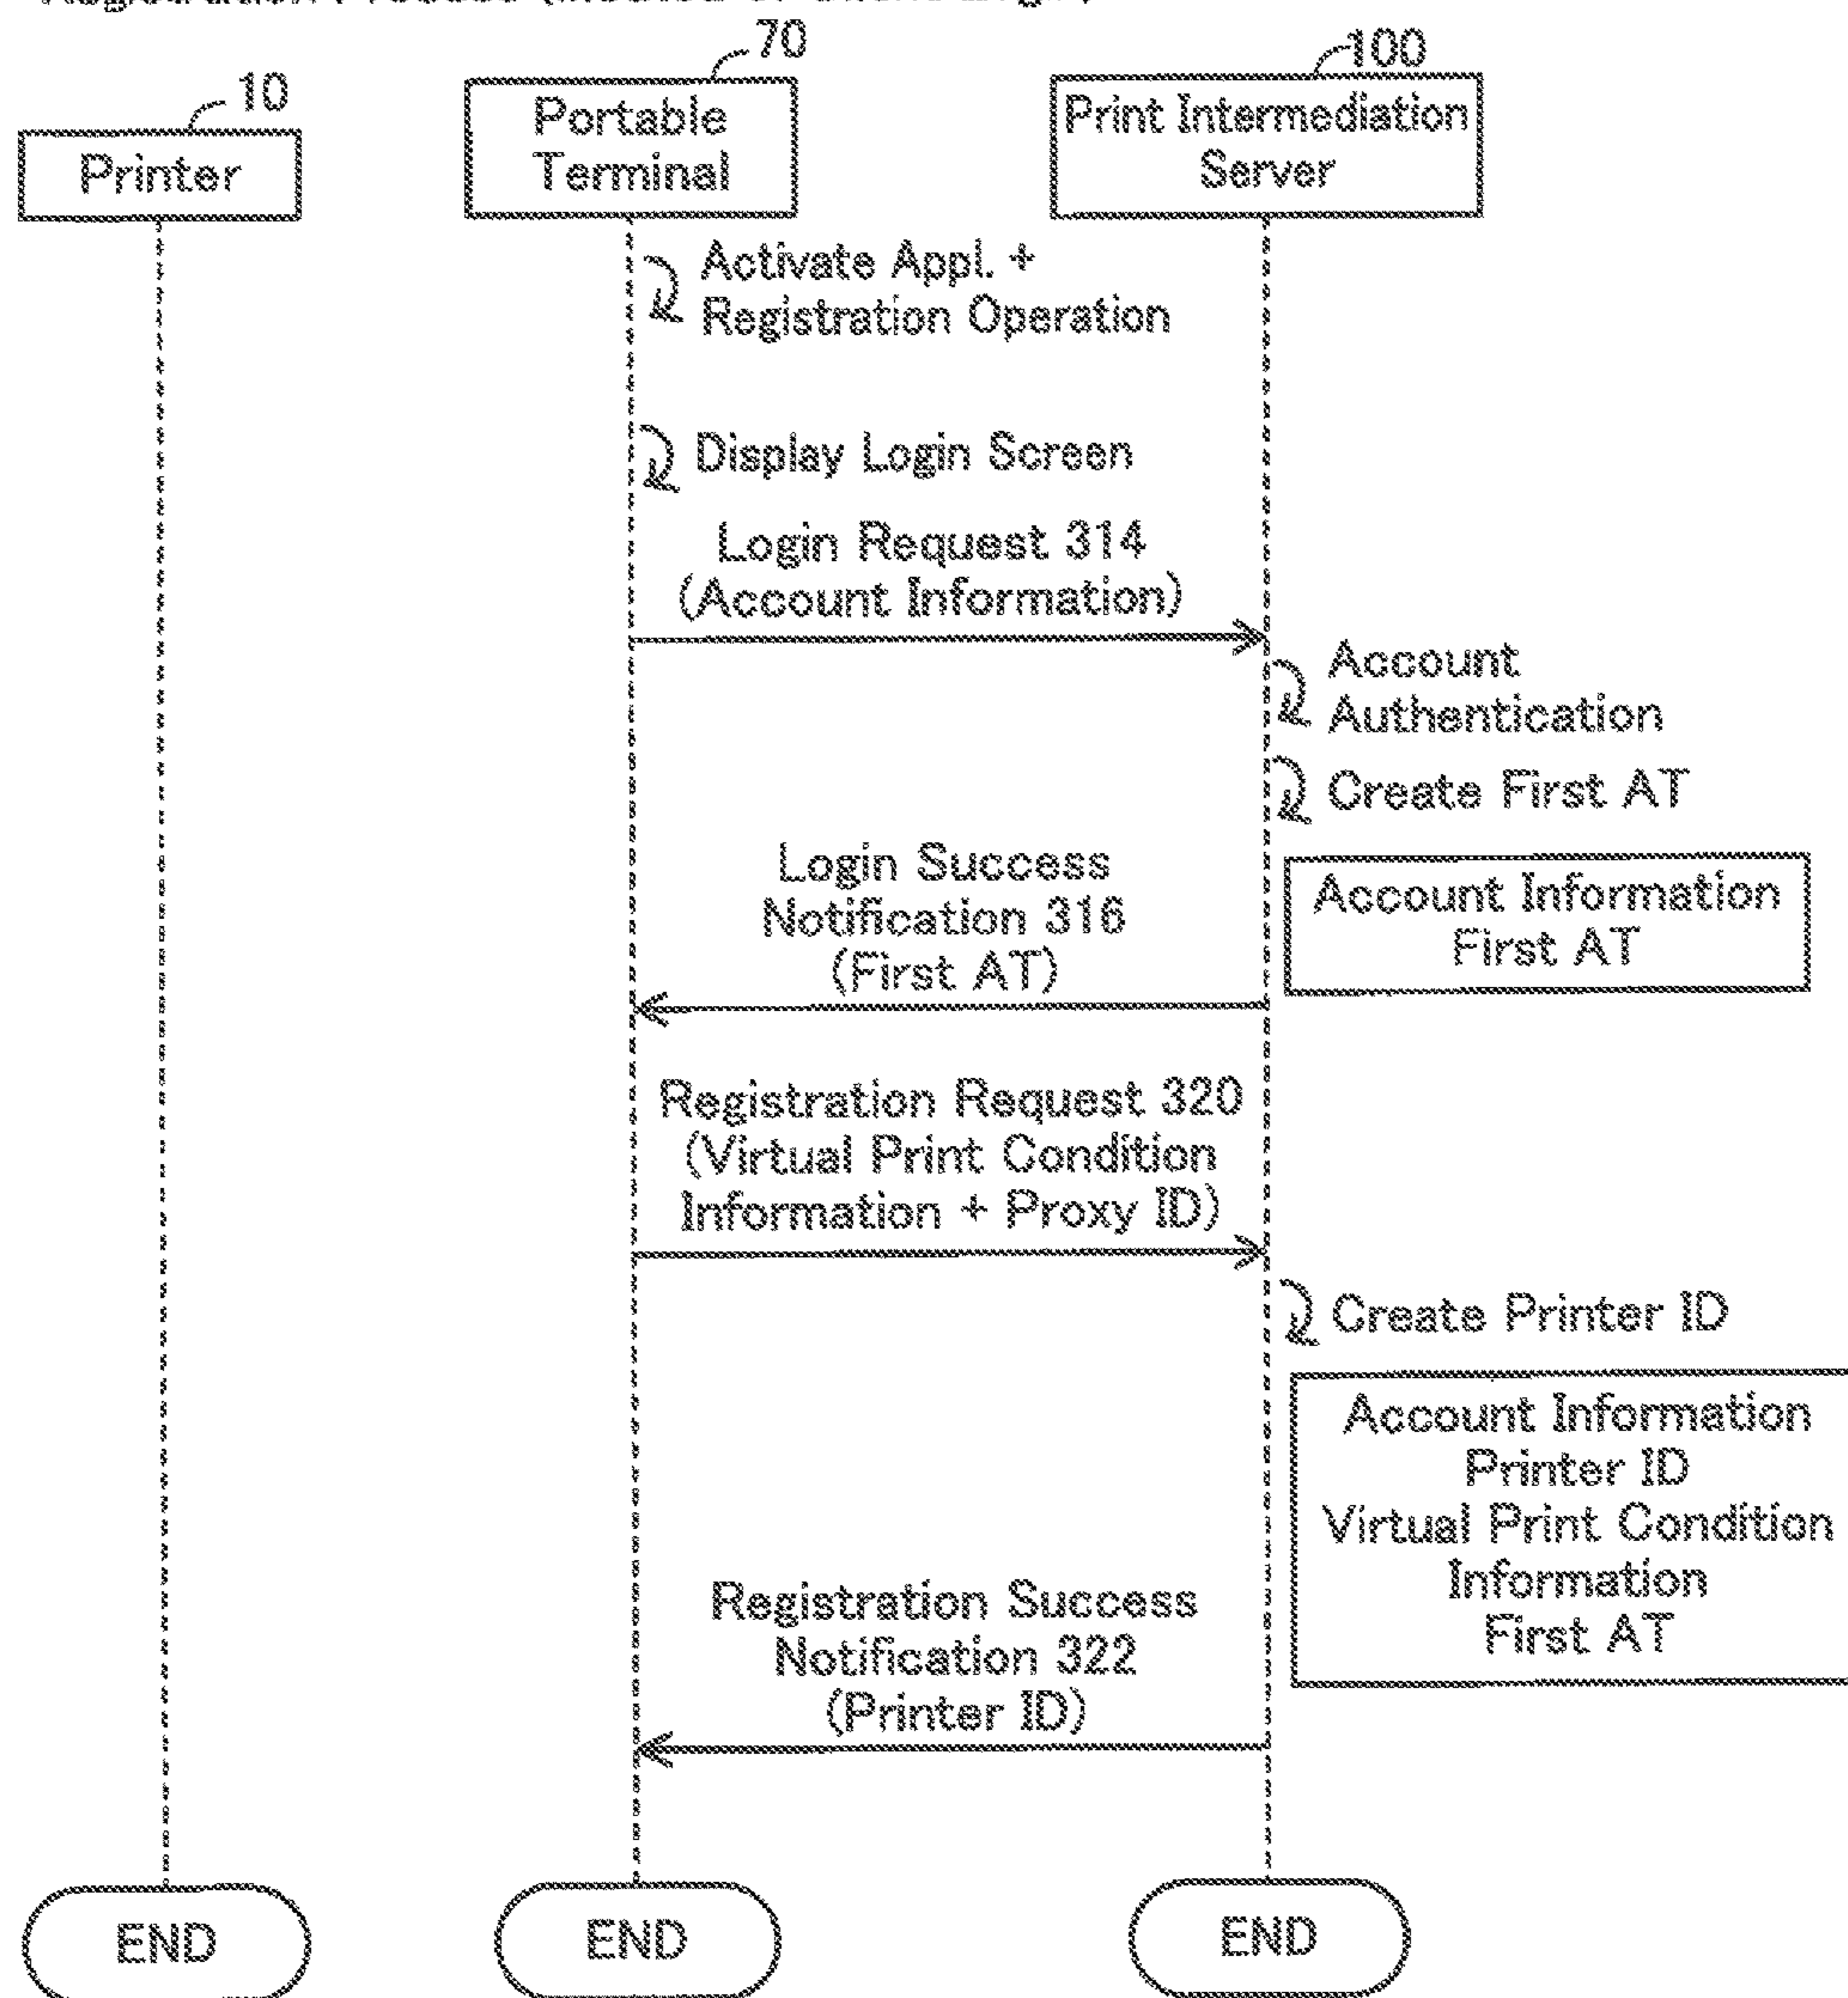 70
100
10
Portable
Terminal
Print Intermediation
Server
Printer
Activate Appl. +
Registration Operation
Display Login Screen
Login Request 314
(Account Information)
Account
Authentication
Create First AT
Login Success
Notification 316
(First AT)
Account Information
First AT
Registration Request 320
(Virtual Print Condition
Information + Proxy ID)
Create Printer ID
Account Information
Printer ID
Virtual Print Condition
Information
First AT
Registration Success
Notification 322
(Printer ID)
END
END
END